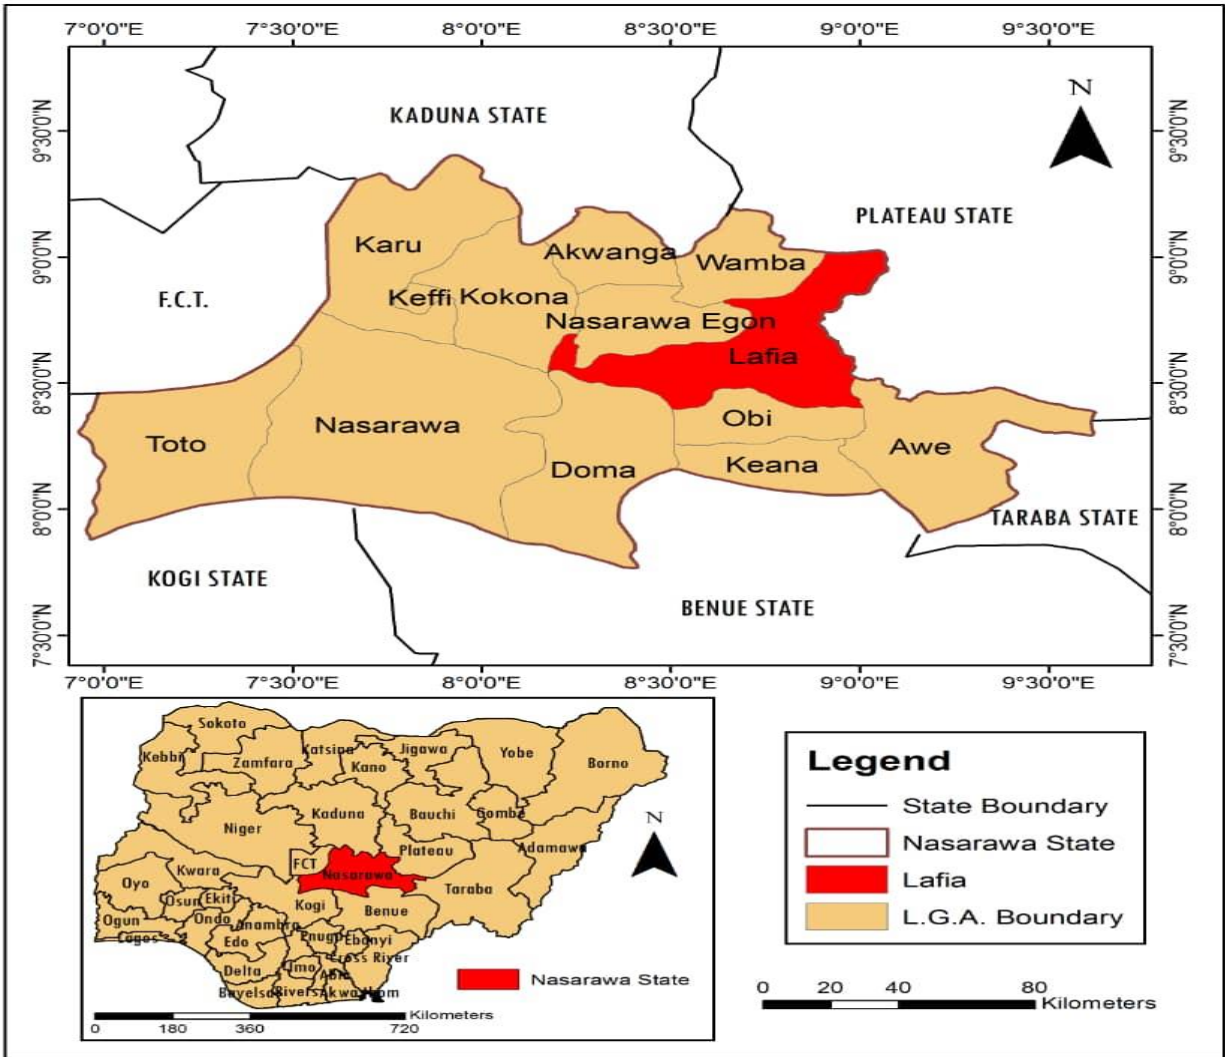 7°0'0"E 7°30'0"E 8°0'0"E 8°30'0"E 9°0'0"E 9°30'0"E
N
9°30'0"N 9°30'0"N
KADUNA STATE
PLATEAU STATE
9°0'0"N 9°0'0"N
Karu
Akwanga
Wamba
F.C.T.
Keffi Kokona
Nasarawa Egon
Lafia
8°30'0"N 8°30'0"N
Obi
Nasarawa
Toto
Awe
Doma
Keana
8°0'0"N 8°0'0"N
TARABA STATE
KOGI STATE
BENUE STATE
7°30'0"N 7°30'0"N
7°0'0"E 7°30'0"E 8°0'0"E 8°30'0"E 9°0'0"E 9°30'0"E
Sokoto
Kebbi
Zamfara
Katsina
Kano
Jigawa
Yobe
Borno
Niger
Kaduna
Bauchi
Gombe
Adamawa
Plateau
FCT
Nasarawa
Kwara
Taraba
Oyo
Osun
Ekiti
Kogi
Benue
Ogun
Ondo
Anambra
Lagos
Edo
Enugu
Ebonyi
Cross River
Delta
Imo
Abia
Bayelsa
Rivers
Akwa Ibom
N
Nasarawa State
Kilometers
0 180 360 720
Legend
State Boundary
Nasarawa State
Lafia
L.G.A. Boundary
0 20 40 80
Kilometers